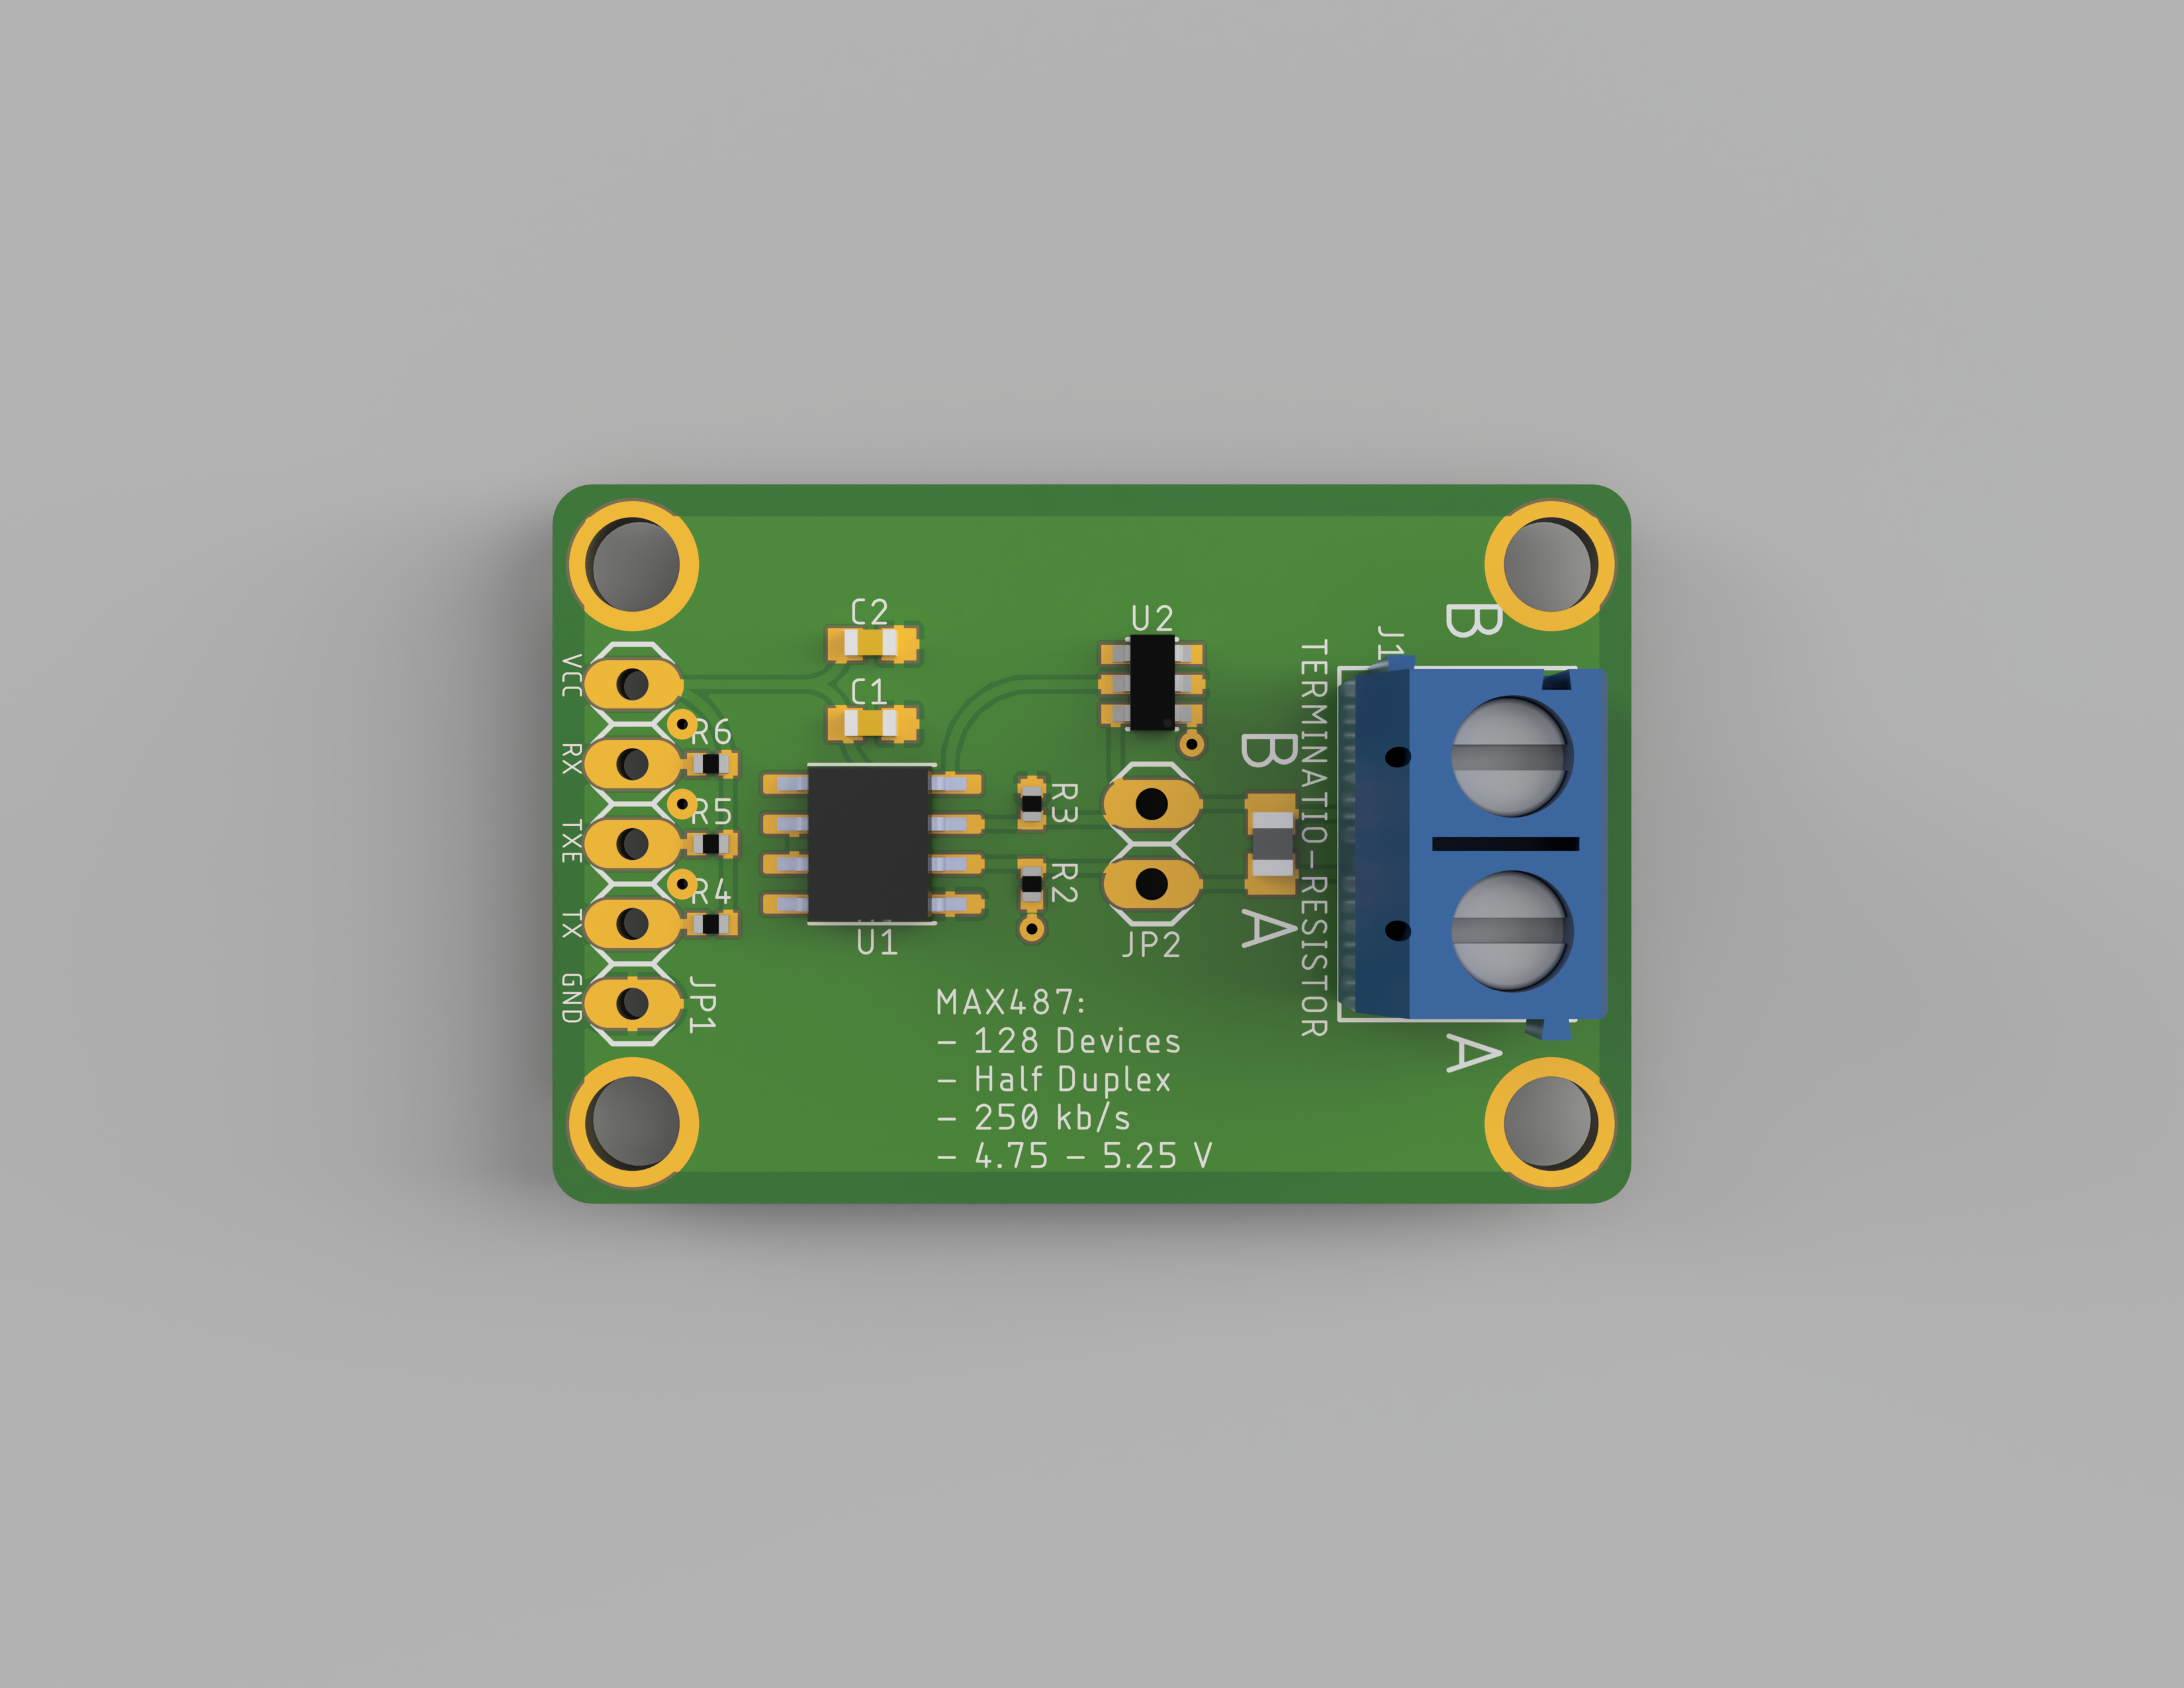 C2
U2
B
J1
VCC
C1
R6
RX
B
TERMINATIO-RESISTOR
R5
R3
TXE
R4
R2
TX
U1
JP2
A
GND
JP1
MAX487:
- 128 Devices
- Half Duplex
- 250 kb/s
- 4.75 - 5.25 V
A